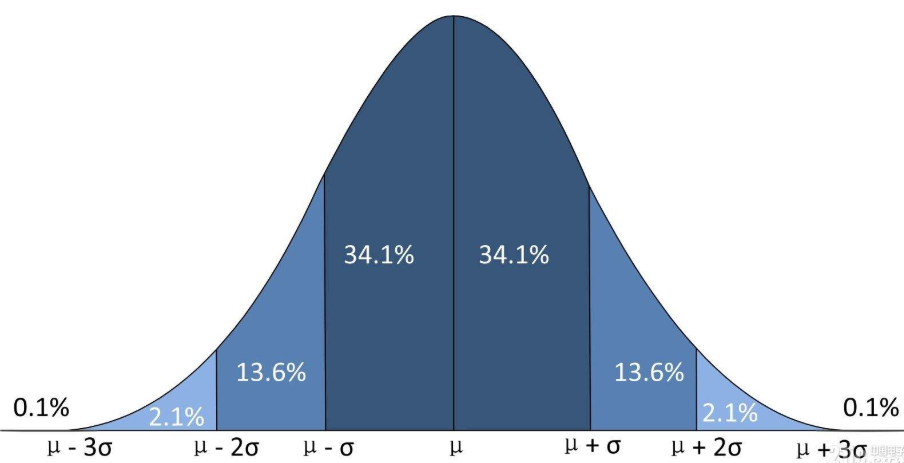 34.1% 34.1%
13.6% 13.6%
0.1% 2.1% 2.1% 0.1%
μ - 3σ μ - 2σ μ - σ μ μ + σ μ + 2σ μ + 3σ